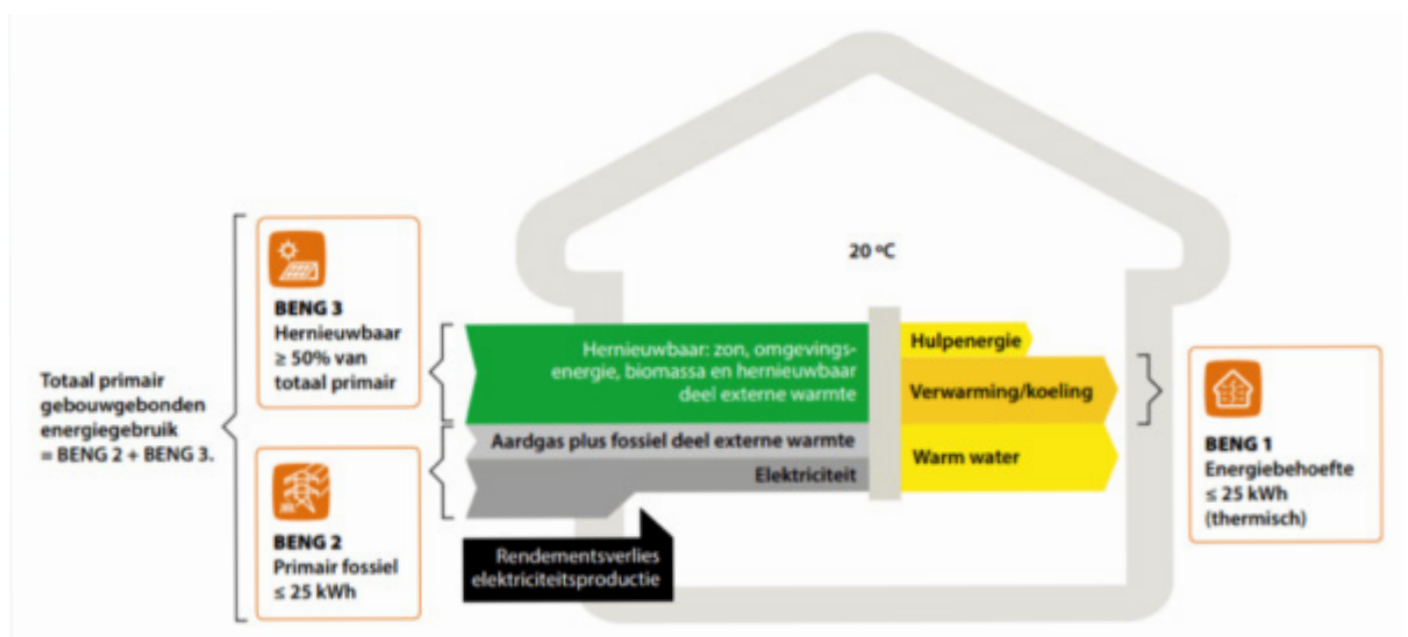 20 ºC
BENG 3
Hernieuwbaar
≥ 50% van
totaal primair
Totaal primair
gebouwgebonden
energiegebruik
= BENG 2 + BENG 3.
BENG 2
Primair fossiel
≤ 25 kWh
Hernieuwbaar: zon, omgevings-
energie, biomassa en hernieuwbaar
deel externe warmte
Aardgas plus fossiel deel externe warmte
Elektriciteit
Rendementsverlies
elektriciteitsproductie
Hulpenergie
Verwarming/koeling
Warm water
BENG 1
Energiebehoefte
≤ 25 kWh
(thermisch)